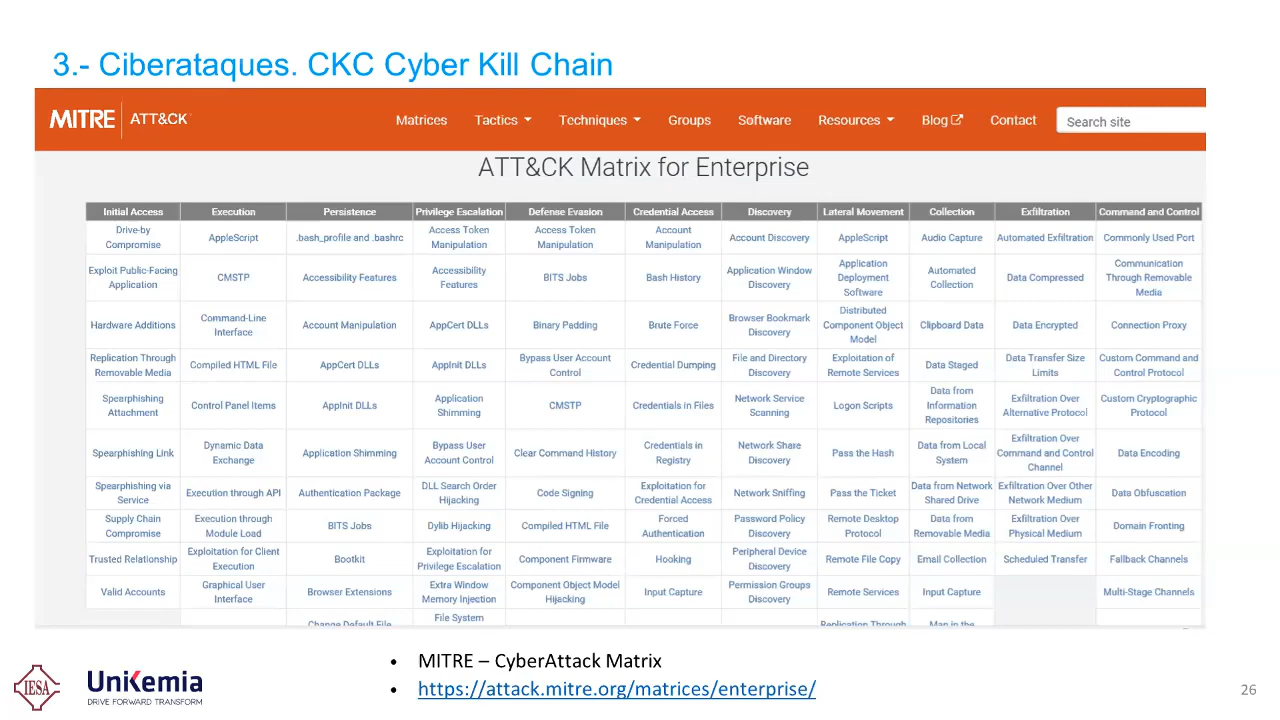 3.- Ciberataques. CKC Cyber Kill Chain
MITRE ATT&CK
Matrices Tactics Techniques Groups Software Resources Blog Contact Search site
ATT&CK Matrix for Enterprise
Initial Access Execution Persistence Privilege Escalation Defense Evasion Credential Access Discovery Lateral Movement Collection Exfiltration Command and Control
Drive-by Compromise AppleScript .bash_profile and .bashrc Access Token Manipulation Access Token Manipulation Account Manipulation Account Discovery AppleScript Audio Capture Automated Exfiltration Commonly Used Port
Exploit Public-Facing Application CMSTP Accessibility Features Accessibility Features BITS Jobs Bash History Application Window Discovery Application Deployment Software Automated Collection Data Compressed Communication Through Removable Media
Hardware Additions Command-Line Interface Account Manipulation AppCert DLLs Binary Padding Brute Force Browser Bookmark Discovery Distributed Component Object Model Clipboard Data Data Encrypted Connection Proxy
Replication Through Removable Media Compiled HTML File AppCert DLLs AppInit DLLs Bypass User Account Control Credential Dumping File and Directory Discovery Exploitation of Remote Services Data Staged Data Transfer Size Limits Custom Command and Control Protocol
Spearphishing Attachment Control Panel Items AppInit DLLs Application Shimming CMSTP Credentials in Files Network Service Scanning Logon Scripts Data from Information Repositories Exfiltration Over Alternative Protocol Custom Cryptographic Protocol
Spearphishing Link Dynamic Data Exchange Application Shimming Bypass User Account Control Clear Command History Credentials in Registry Network Share Discovery Pass the Hash Data from Local System Exfiltration Over Command and Control Channel Data Encoding
Spearphishing via Service Execution through API Authentication Package DLL Search Order Hijacking Code Signing Exploitation for Credential Access Network Sniffing Pass the Ticket Data from Network Shared Drive Exfiltration Over Other Network Medium Data Obfuscation
Supply Chain Compromise Execution through Module Load BITS Jobs Dylib Hijacking Compiled HTML File Forced Authentication Password Policy Discovery Remote Desktop Protocol Data from Removable Media Exfiltration Over Physical Medium Domain Fronting
Trusted Relationship Exploitation for Client Execution Bootkit Exploitation for Privilege Escalation Component Firmware Hooking Peripheral Device Discovery Remote File Copy Email Collection Scheduled Transfer Fallback Channels
Valid Accounts Graphical User Interface Browser Extensions Extra Window Memory Injection Component Object Model Hijacking Input Capture Permission Groups Discovery Remote Services Input Capture Multi-Stage Channels
Change Default File File System Replication Through Man in the
• MITRE – CyberAttack Matrix
• https://attack.mitre.org/matrices/enterprise/
IESA
UniKemia
DRIVE FORWARD TRANSFORM
26